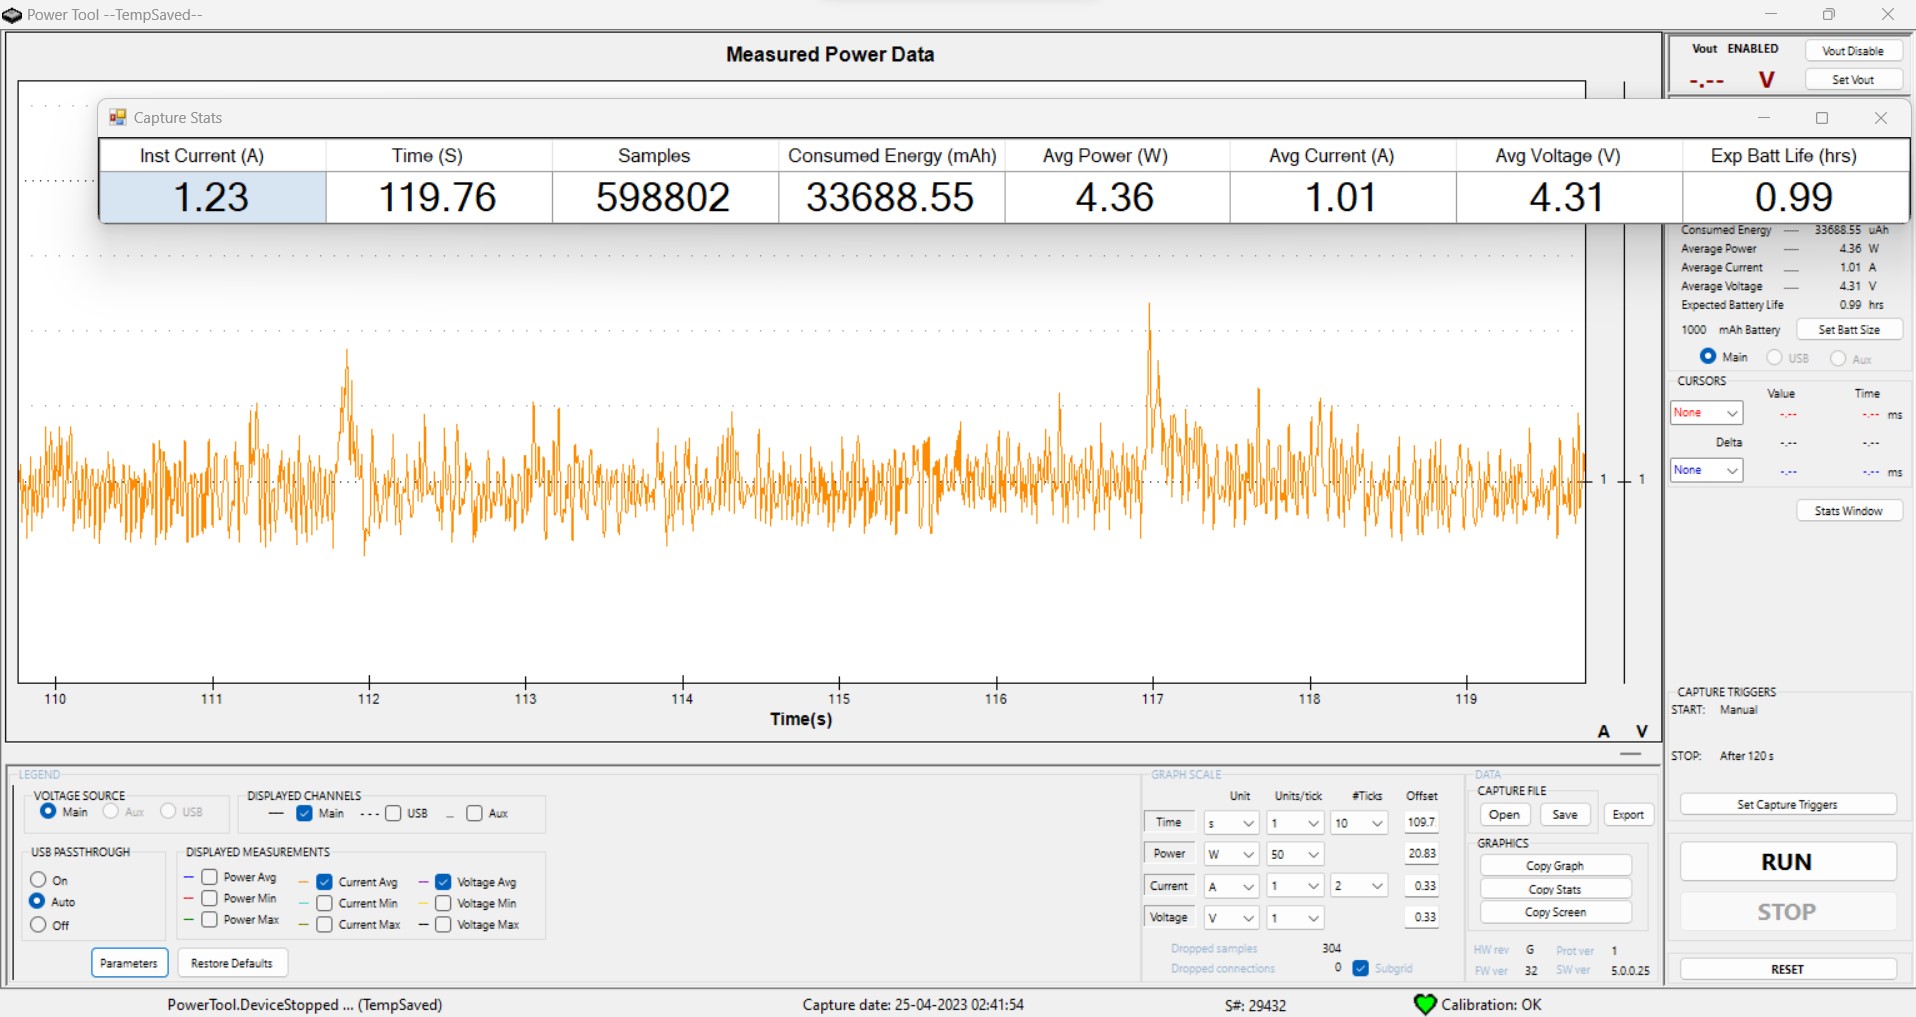 Power Tool --TempSaved--
Measured Power Data
Vout ENABLED Vout Disable
-.-- V Set Vout
Capture Stats
Inst Current (A) Time (S) Samples Consumed Energy (mAh) Avg Power (W) Avg Current (A) Avg Voltage (V) Exp Batt Life (hrs)
1.23 119.76 598802 33688.55 4.36 1.01 4.31 0.99
Consumed Energy 33688.55 uAh
Average Power 4.36 W
Average Current 1.01 A
Average Voltage 4.31 V
Expected Battery Life 0.99 hrs
1000 mAh Battery Set Batt Size
Main USB Aux
CURSORS
Value Time
None -.-- -.-- ms
Delta -.-- -.--
None -.-- -.-- ms
Stats Window
1 1
110 111 112 113 114 115 116 117 118 119
Time(s)
A V
CAPTURE TRIGGERS
START: Manual
STOP: After 120 s
Set Capture Triggers
RUN
STOP
RESET
LEGEND
VOLTAGE SOURCE
Main Aux USB
DISPLAYED CHANNELS
Main USB Aux
USB PASSTHROUGH
On
Auto
Off
DISPLAYED MEASUREMENTS
Power Avg Current Avg Voltage Avg
Power Min Current Min Voltage Min
Power Max Current Max Voltage Max
Parameters Restore Defaults
GRAPH SCALE
Unit Units/tick #Ticks Offset
Time s 1 10 109.7
Power W 50 20.83
Current A 1 2 0.33
Voltage V 1 0.33
Dropped samples 304
Dropped connections 0 Subgrid
DATA
CAPTURE FILE
Open Save Export
GRAPHICS
Copy Graph
Copy Stats
Copy Screen
HW rev G Prot ver 1
FW ver 32 SW ver 5.0.0.25
PowerTool.DeviceStopped ... (TempSaved) Capture date: 25-04-2023 02:41:54 S#: 29432 Calibration: OK